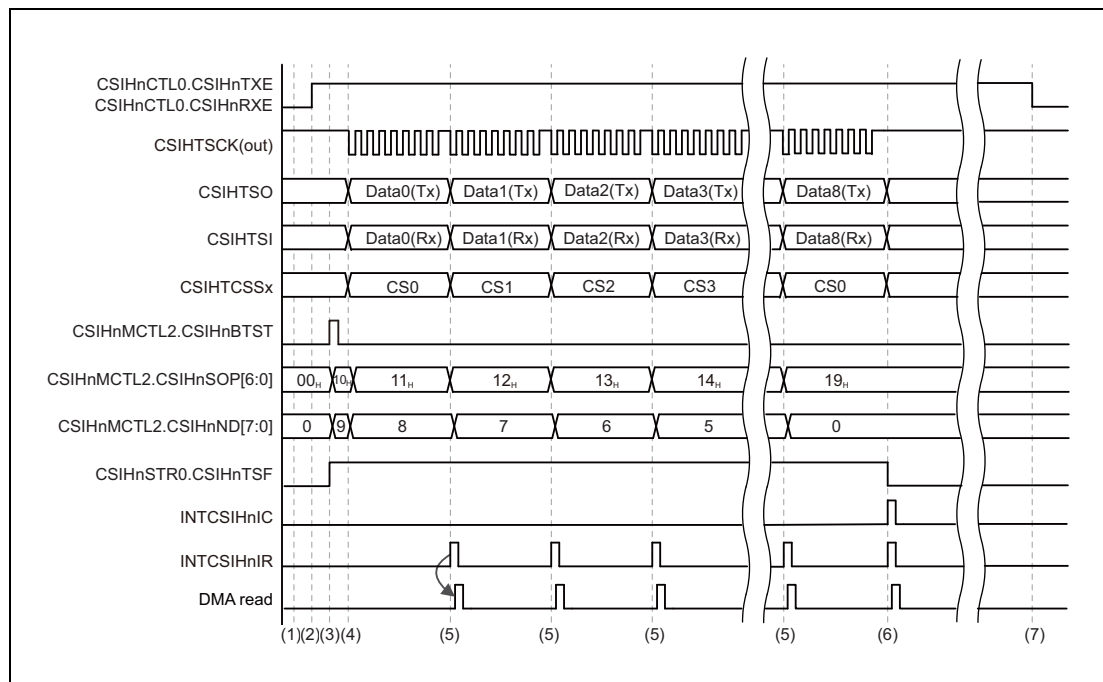 CSIHnCTL0.CSIHnTXE
CSIHnCTL0.CSIHnRXE
CSIHTSCK(out)
CSIHTSO Data0(Tx) Data1(Tx) Data2(Tx) Data3(Tx) Data8(Tx)
CSIHTSI Data0(Rx) Data1(Rx) Data2(Rx) Data3(Rx) Data8(Rx)
CSIHTCSSx CS0 CS1 CS2 CS3 CS0
CSIHnMCTL2.CSIHnBTST
CSIHnMCTL2.CSIHnSOP[6:0] 00H 10H 11H 12H 13H 14H 19H
CSIHnMCTL2.CSIHnND[7:0] 0 9 8 7 6 5 0
CSIHnSTR0.CSIHnTSF
INTCSIHnIC
INTCSIHnIR
DMA read
(1)(2)(3)(4) (5) (5) (5) (5) (6) (7)